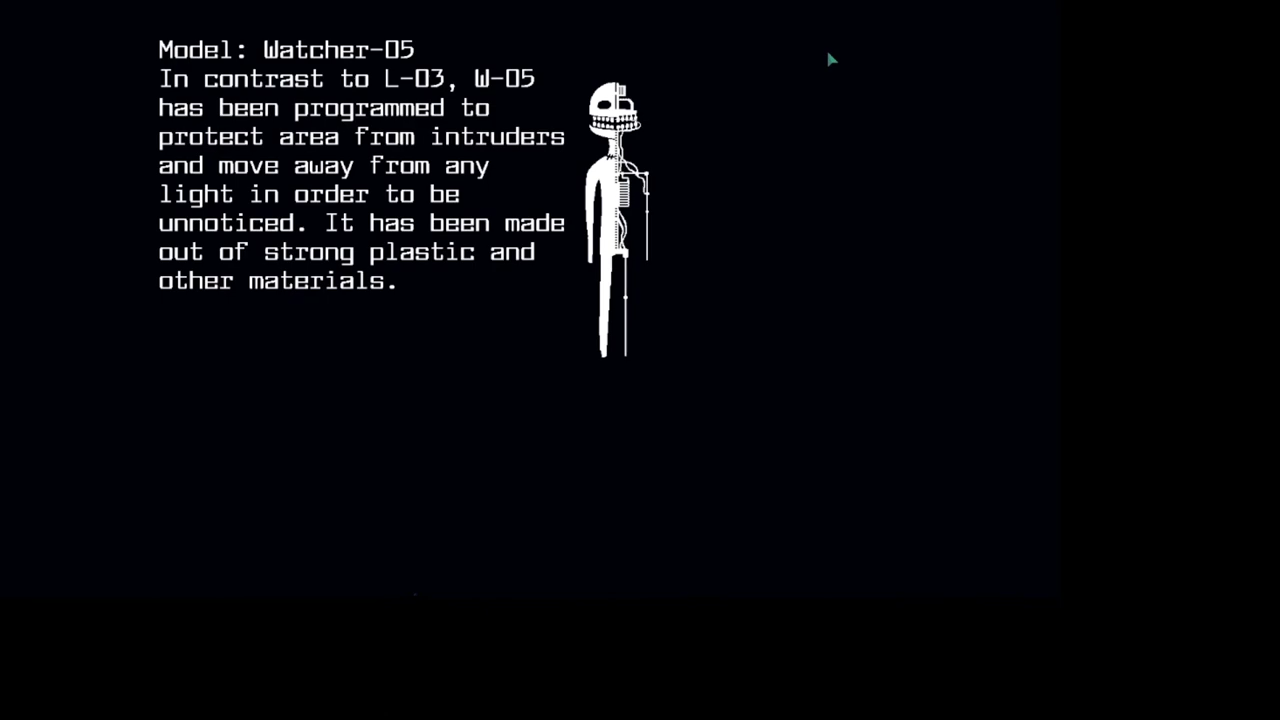 Model: Watcher-05
In contrast to L-03, W-05
has been programmed to
protect area from intruders
and move away from any
light in order to be
unnoticed. It has been made
out of strong plastic and
other materials.